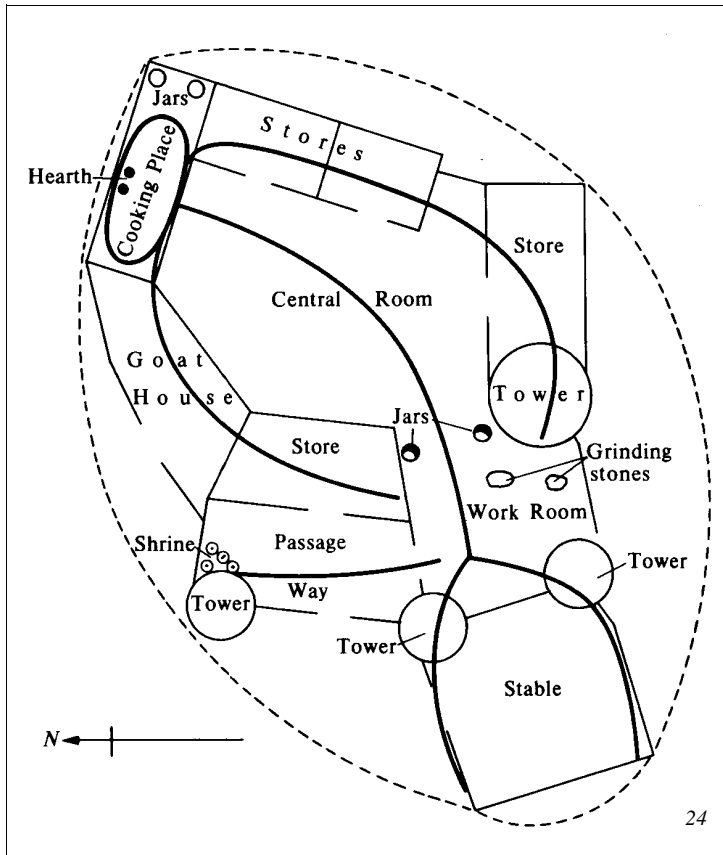 Jars
Stores
Hearth
Cooking Place
Store
Central Room
Goat
House
Tower
Jars
Store
Grinding
stones
Work Room
Shrine
Passage
Way
Tower
Tower
Tower
Stable
N
24